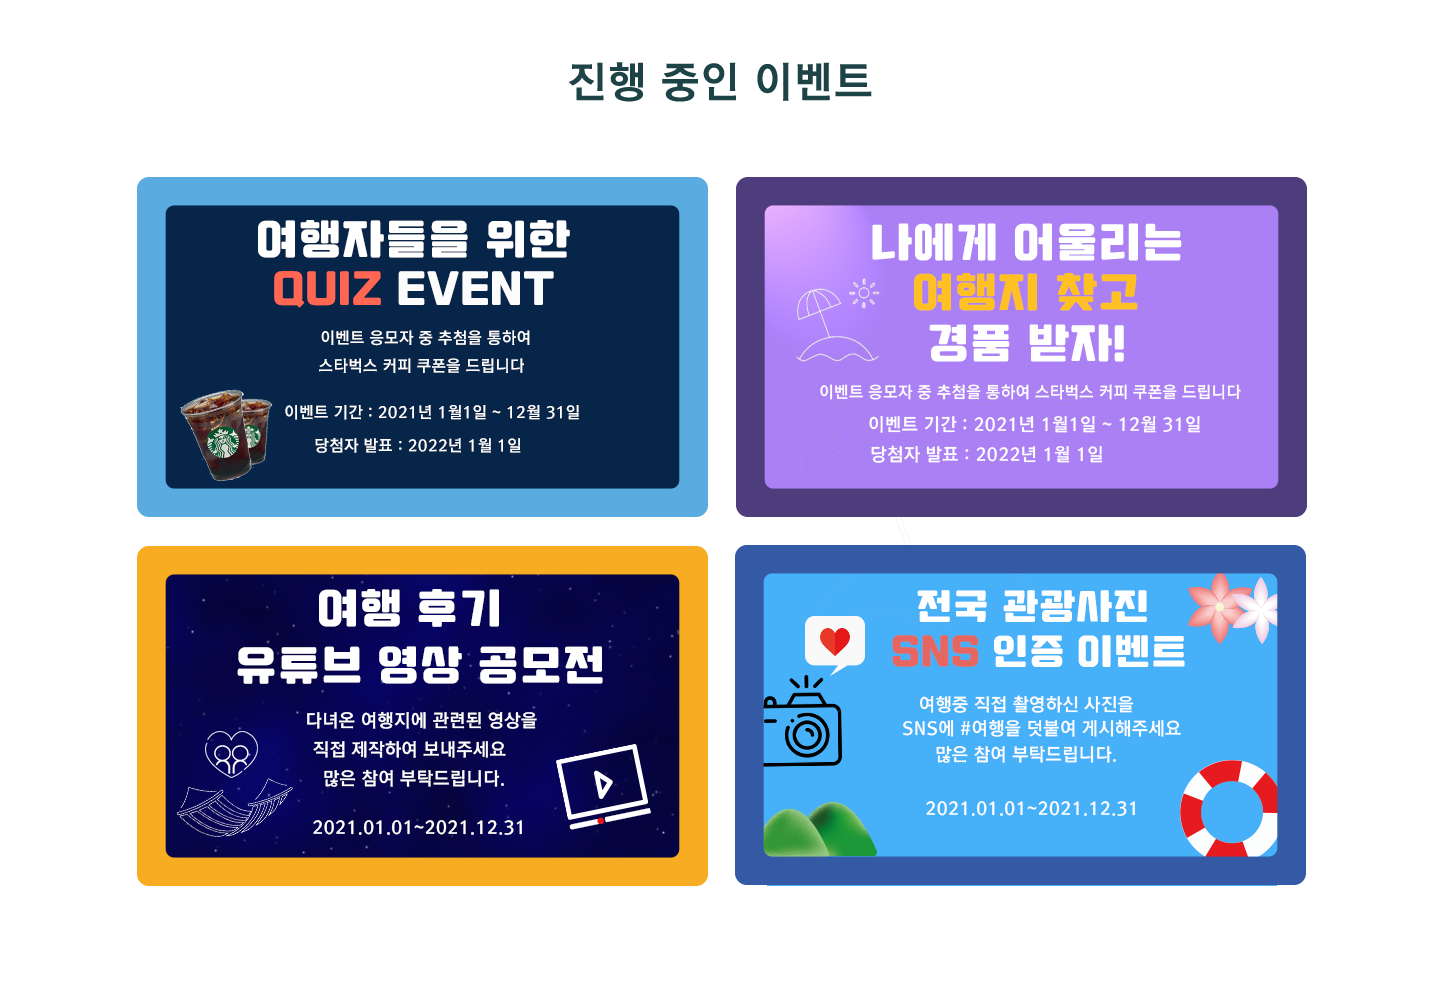 진행 중인 이벤트
여행자들을 위한
QUIZ EVENT
이벤트 응모자 중 추첨을 통하여
스타벅스 커피 쿠폰을 드립니다
이벤트 기간 : 2021년 1월1일 ~ 12월 31일
당첨자 발표 : 2022년 1월 1일
나에게 어울리는
여행지 찾고
경품 받자!
이벤트 응모자 중 추첨을 통하여 스타벅스 커피 쿠폰을 드립니다
이벤트 기간 : 2021년 1월1일 ~ 12월 31일
당첨자 발표 : 2022년 1월 1일
여행 후기
유튜브 영상 공모전
다녀온 여행지에 관련된 영상을
직접 제작하여 보내주세요
많은 참여 부탁드립니다.
2021.01.01~2021.12.31
전국 관광사진
SNS 인증 이벤트
여행중 직접 촬영하신 사진을
SNS에 #여행을 덧붙여 게시해주세요
많은 참여 부탁드립니다.
2021.01.01~2021.12.31